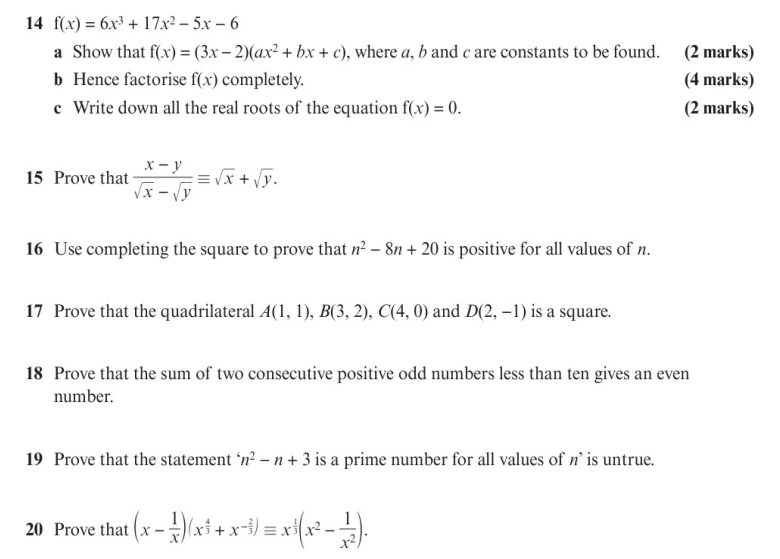 14 f(x) = 6x³ + 17x² – 5x – 6
a Show that f(x) = (3x – 2)(ax² + bx + c), where a, b and c are constants to be found. (2 marks)
b Hence factorise f(x) completely. (4 marks)
c Write down all the real roots of the equation f(x) = 0. (2 marks)
15 Prove that (x – y)/(√x – √y) ≡ √x + √y.
16 Use completing the square to prove that n² – 8n + 20 is positive for all values of n.
17 Prove that the quadrilateral A(1, 1), B(3, 2), C(4, 0) and D(2, –1) is a square.
18 Prove that the sum of two consecutive positive odd numbers less than ten gives an even
number.
19 Prove that the statement ‘n² – n + 3 is a prime number for all values of n’ is untrue.
20 Prove that (x – 1/x)(x^(4/3) + x^(–2/3)) ≡ x^(1/3)(x² – 1/x²).